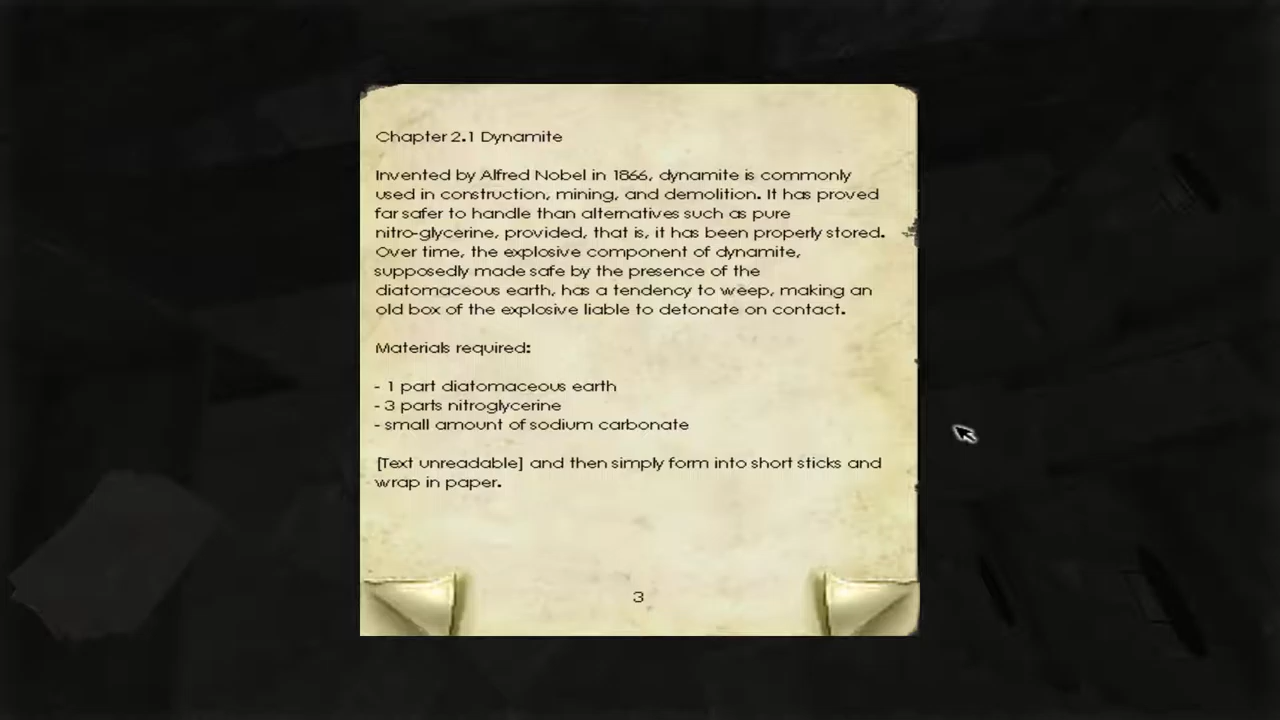 Chapter 2.1 Dynamite
Invented by Alfred Nobel in 1866, dynamite is commonly
used in construction, mining, and demolition. It has proved
far safer to handle than alternatives such as pure
nitro-glycerine, provided, that is, it has been properly stored.
Over time, the explosive component of dynamite,
supposedly made safe by the presence of the
diatomaceous earth, has a tendency to weep, making an
old box of the explosive liable to detonate on contact.
Materials required:
- 1 part diatomaceous earth
- 3 parts nitroglycerine
- small amount of sodium carbonate
[Text unreadable] and then simply form into short sticks and
wrap in paper.
3